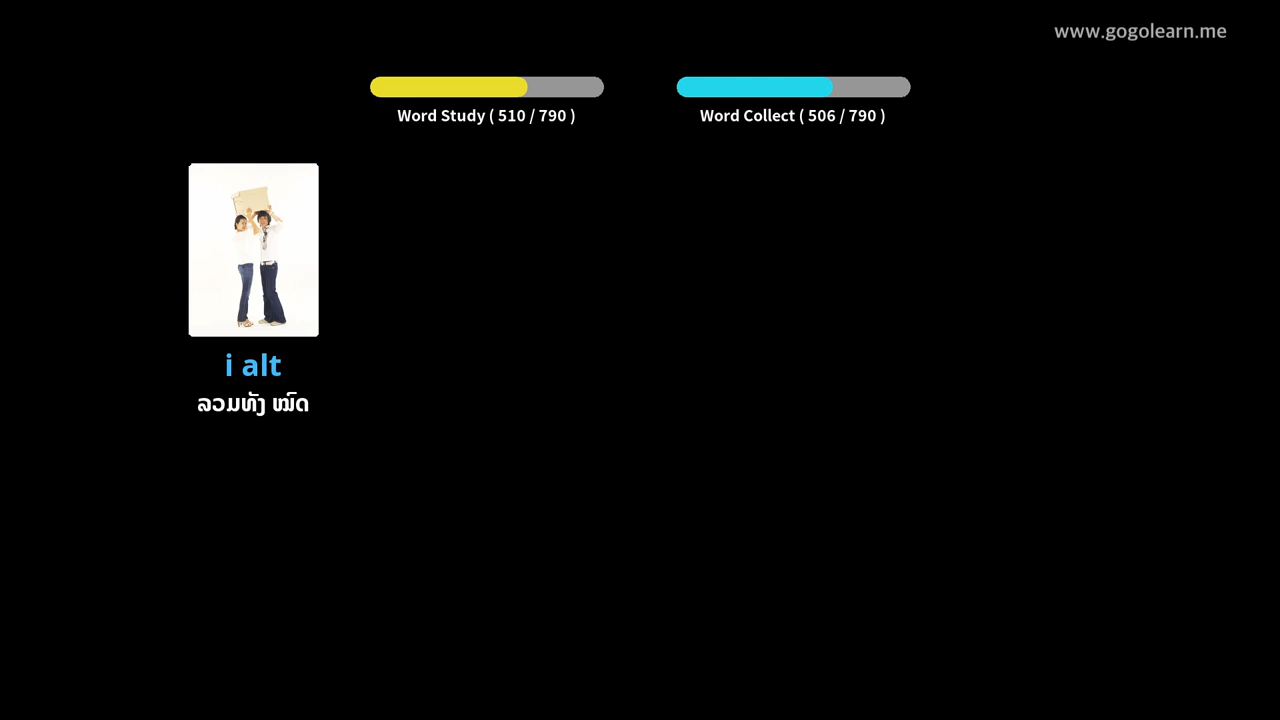 www.gogolearn.me
Word Study ( 510 / 790 )
Word Collect ( 506 / 790 )
i alt
ລວມທັງ ໝົດ